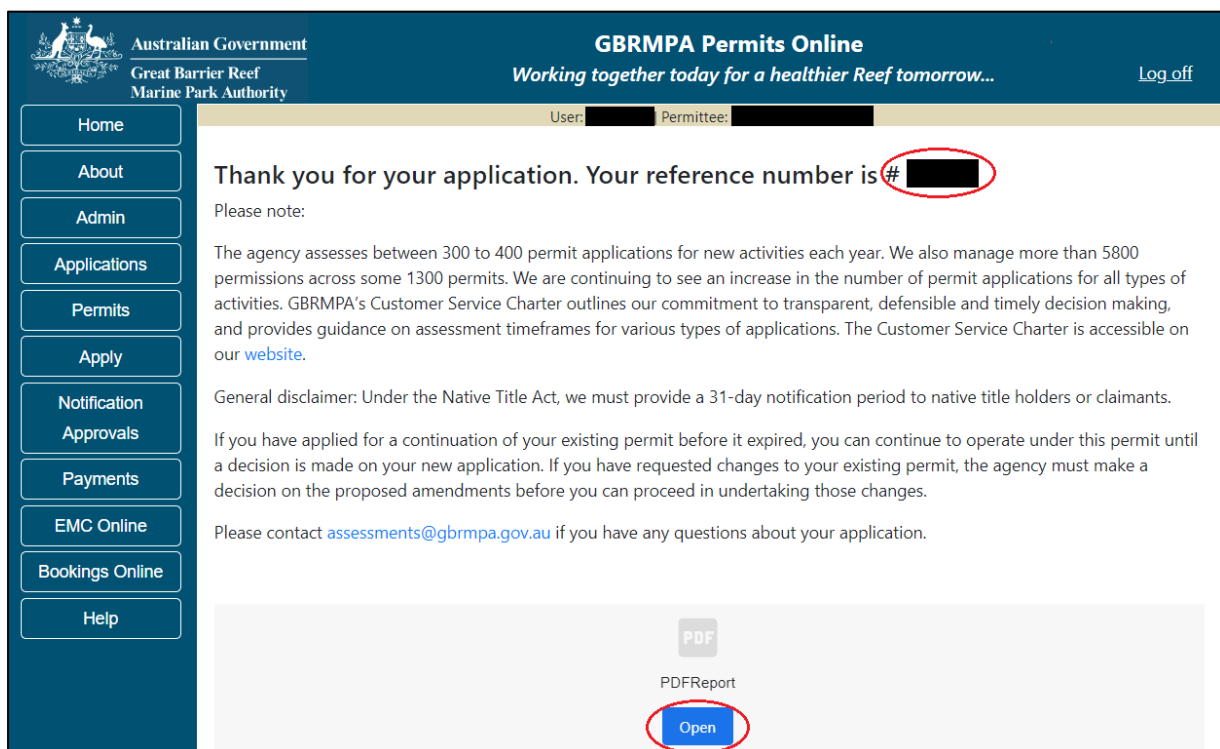 Australian Government
Great Barrier Reef
Marine Park Authority
GBRMPA Permits Online
Working together today for a healthier Reef tomorrow...
Log off
User: | Permittee:
Home
About
Admin
Applications
Permits
Apply
Notification
Approvals
Payments
EMC Online
Bookings Online
Help
Thank you for your application. Your reference number is #
Please note:
The agency assesses between 300 to 400 permit applications for new activities each year. We also manage more than 5800
permissions across some 1300 permits. We are continuing to see an increase in the number of permit applications for all types of
activities. GBRMPA's Customer Service Charter outlines our commitment to transparent, defensible and timely decision making,
and provides guidance on assessment timeframes for various types of applications. The Customer Service Charter is accessible on
our website.
General disclaimer: Under the Native Title Act, we must provide a 31-day notification period to native title holders or claimants.
If you have applied for a continuation of your existing permit before it expired, you can continue to operate under this permit until
a decision is made on your new application. If you have requested changes to your existing permit, the agency must make a
decision on the proposed amendments before you can proceed in undertaking those changes.
Please contact assessments@gbrmpa.gov.au if you have any questions about your application.
PDF
PDFReport
Open